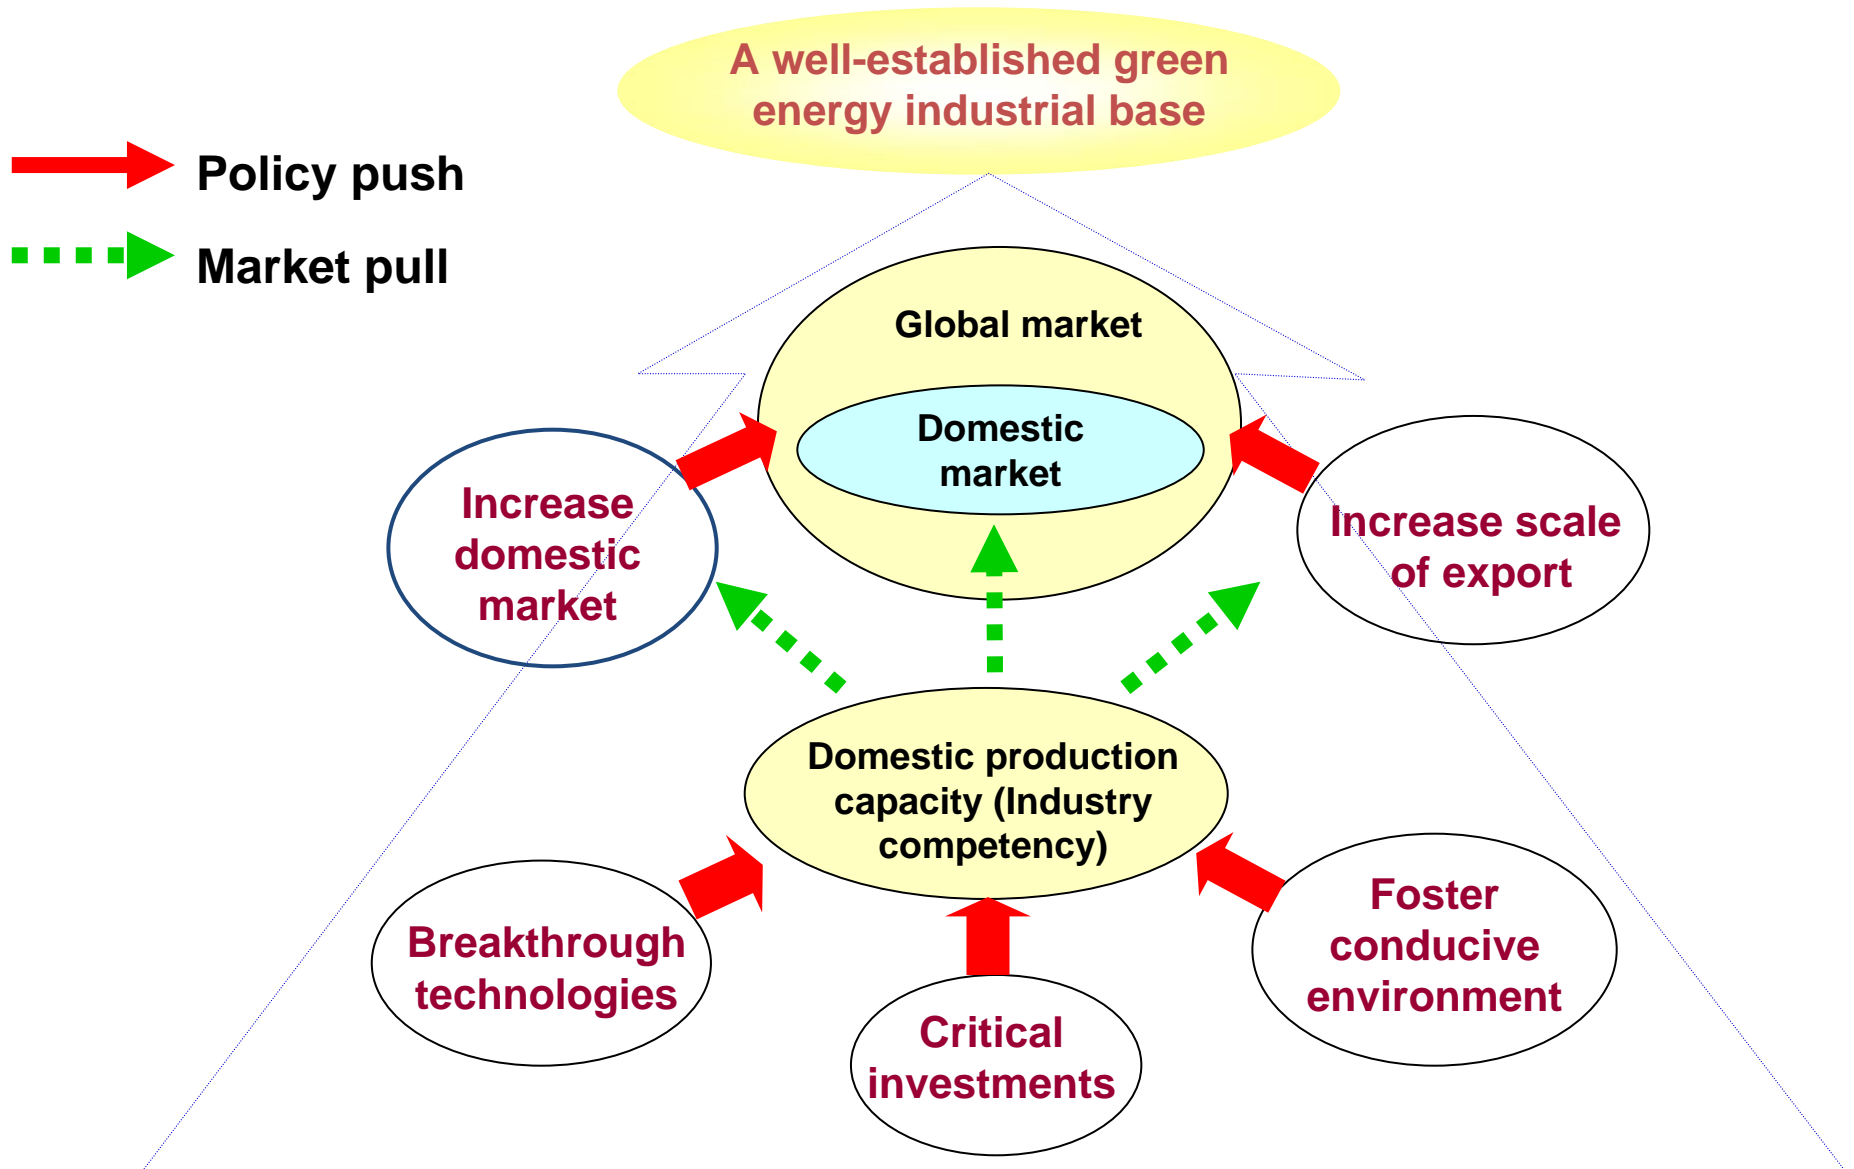 A well-established green
energy industrial base
Policy push
Market pull
Global market
Domestic
market
Increase
domestic
market
Increase scale
of export
Domestic production
capacity (Industry
competency)
Breakthrough
technologies
Critical
investments
Foster
conducive
environment